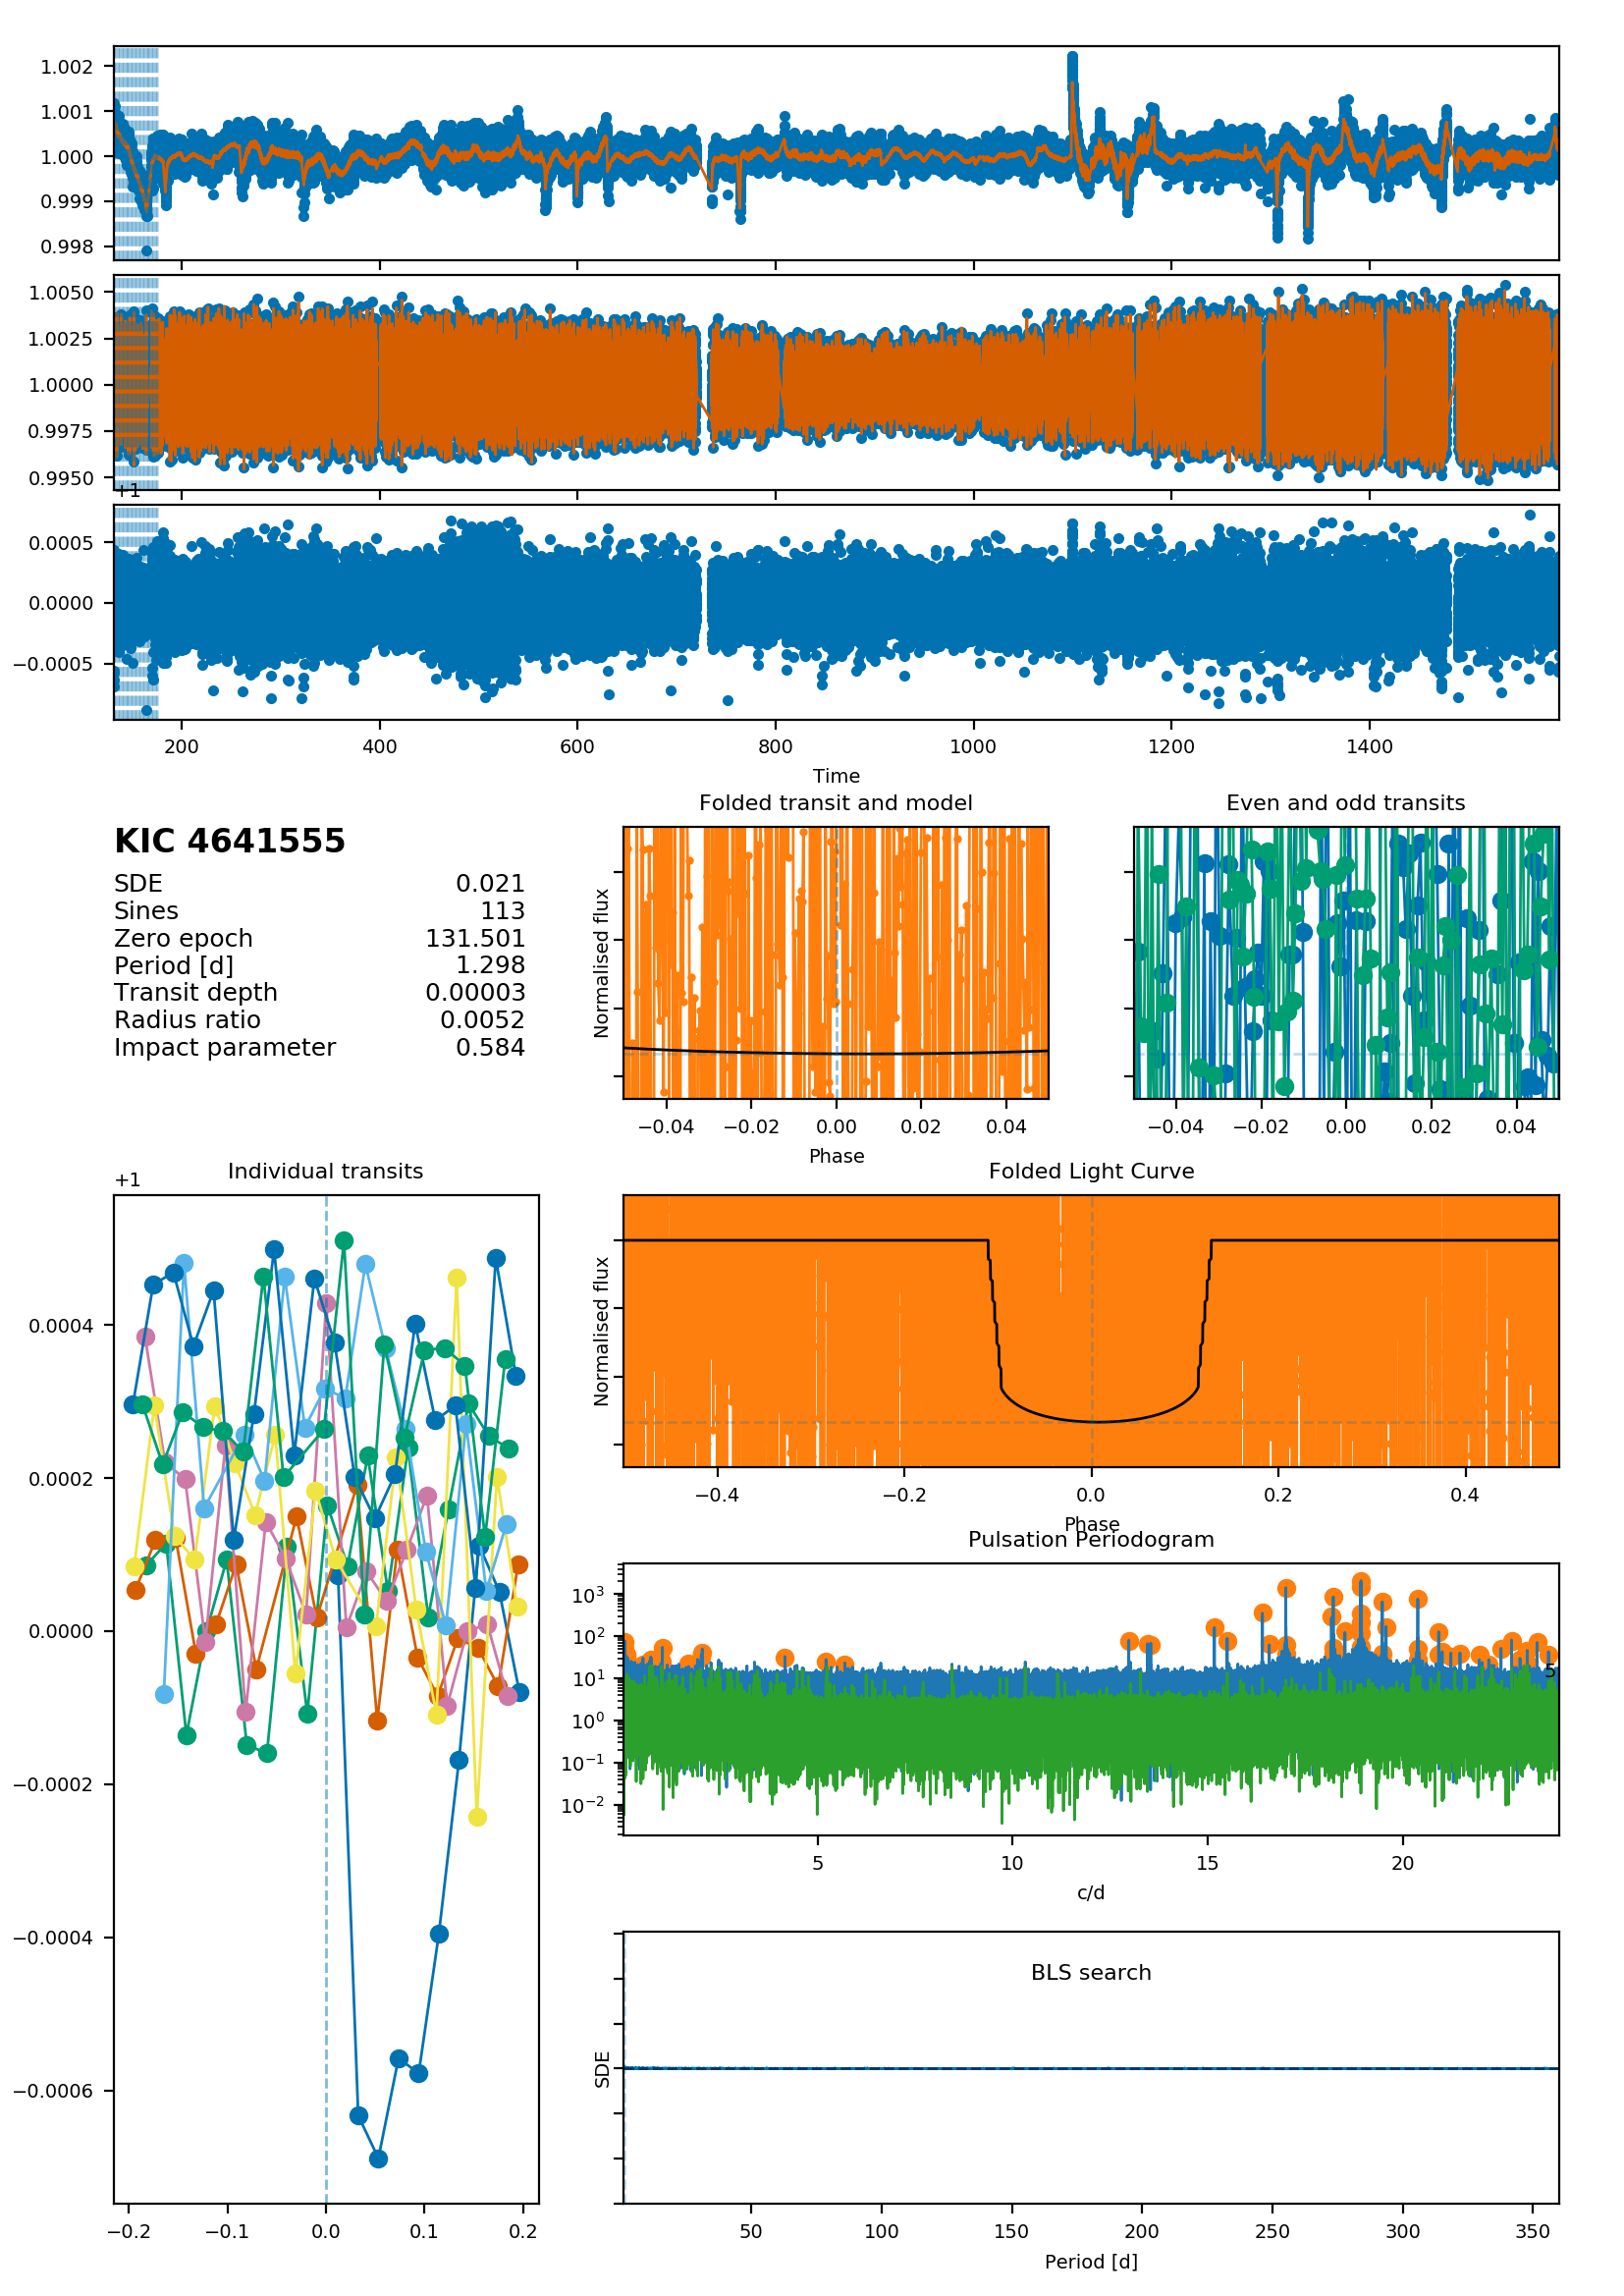 1.002
1.001
1.000
0.999
0.998
1.0050
1.0025
1.0000
0.9975
0.9950
200 400 600 800 1000 1200 1400
+1
0.0005
0.0000
−0.0005
200 400 600 800 1000 1200 1400
Time
KIC 4641555
SDE 0.021
Sines 113
Zero epoch 131.501
Period [d] 1.298
Transit depth 0.00003
Radius ratio 0.0052
Impact parameter 0.584
Folded transit and model
Normalised flux
−0.04 −0.02 0.00 0.02 0.04
Phase
Even and odd transits
−0.04 −0.02 0.00 0.02 0.04
Individual transits
+1
0.0004
0.0002
0.0000
−0.0002
−0.0004
−0.0006
−0.2 −0.1 0.0 0.1 0.2
Folded Light Curve
Normalised flux
−0.4 −0.2 0.0 0.2 0.4
Phase
Pulsation Periodogram
10³
10²
10¹
10⁰
10⁻¹
10⁻²
5
5 10 15 20
c/d
BLS search
SDE
50 100 150 200 250 300 350
Period [d]